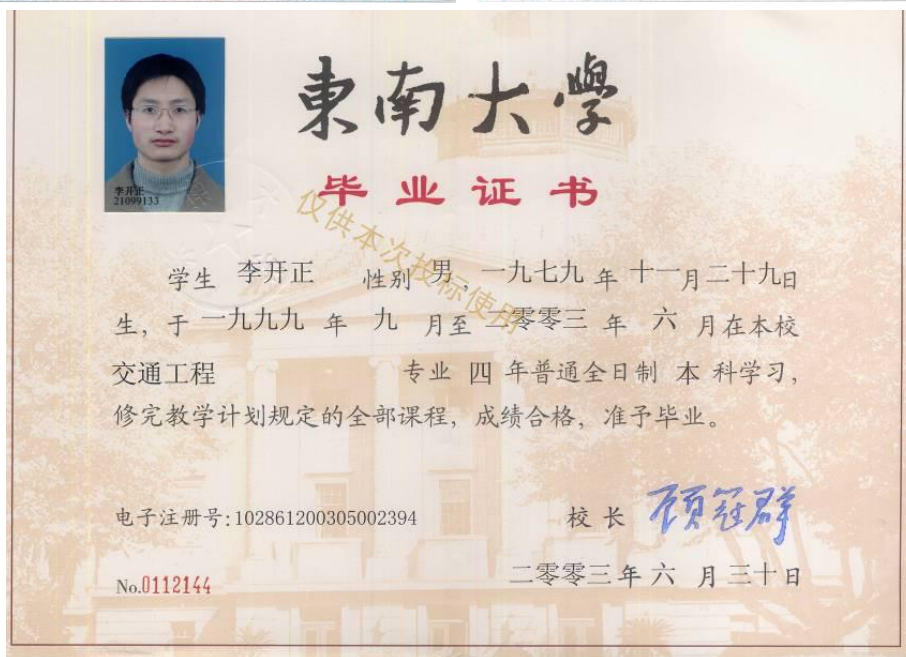 東南大學
毕业证书
李开正
21099133
仅供本次投标使用
学生 李开正 性别 男，一九七九 年 十一月二十九日
生，于 一九九九 年 九 月至 二零零三 年 六 月在本校
交通工程 专业 四 年普通全日制 本 科学习，
修完教学计划规定的全部课程，成绩合格，准予毕业。
电子注册号:102861200305002394
校长 顾冠群
No.0112144
二零零三年六月三十日